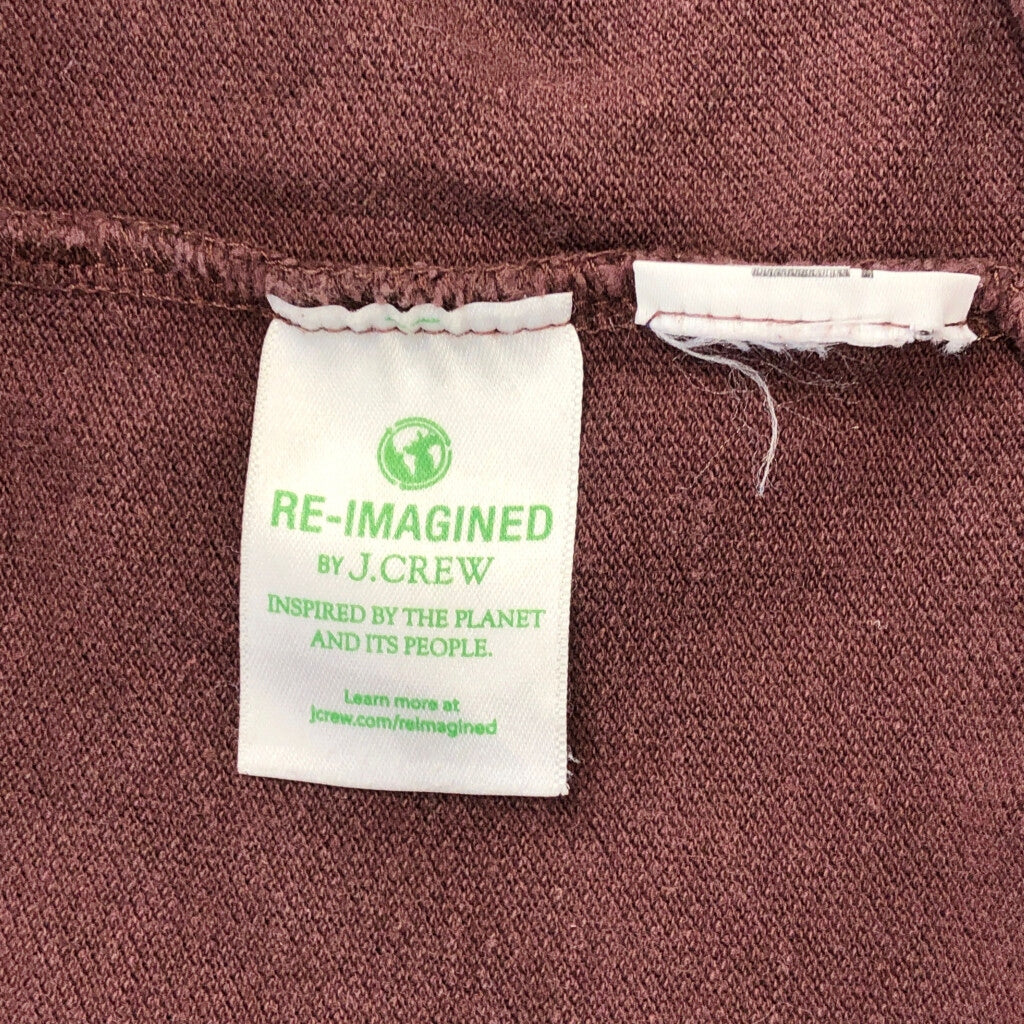 RE-IMAGINED
BY J.CREW
INSPIRED BY THE PLANET
AND ITS PEOPLE.
Learn more at
jcrew.com/reimagined